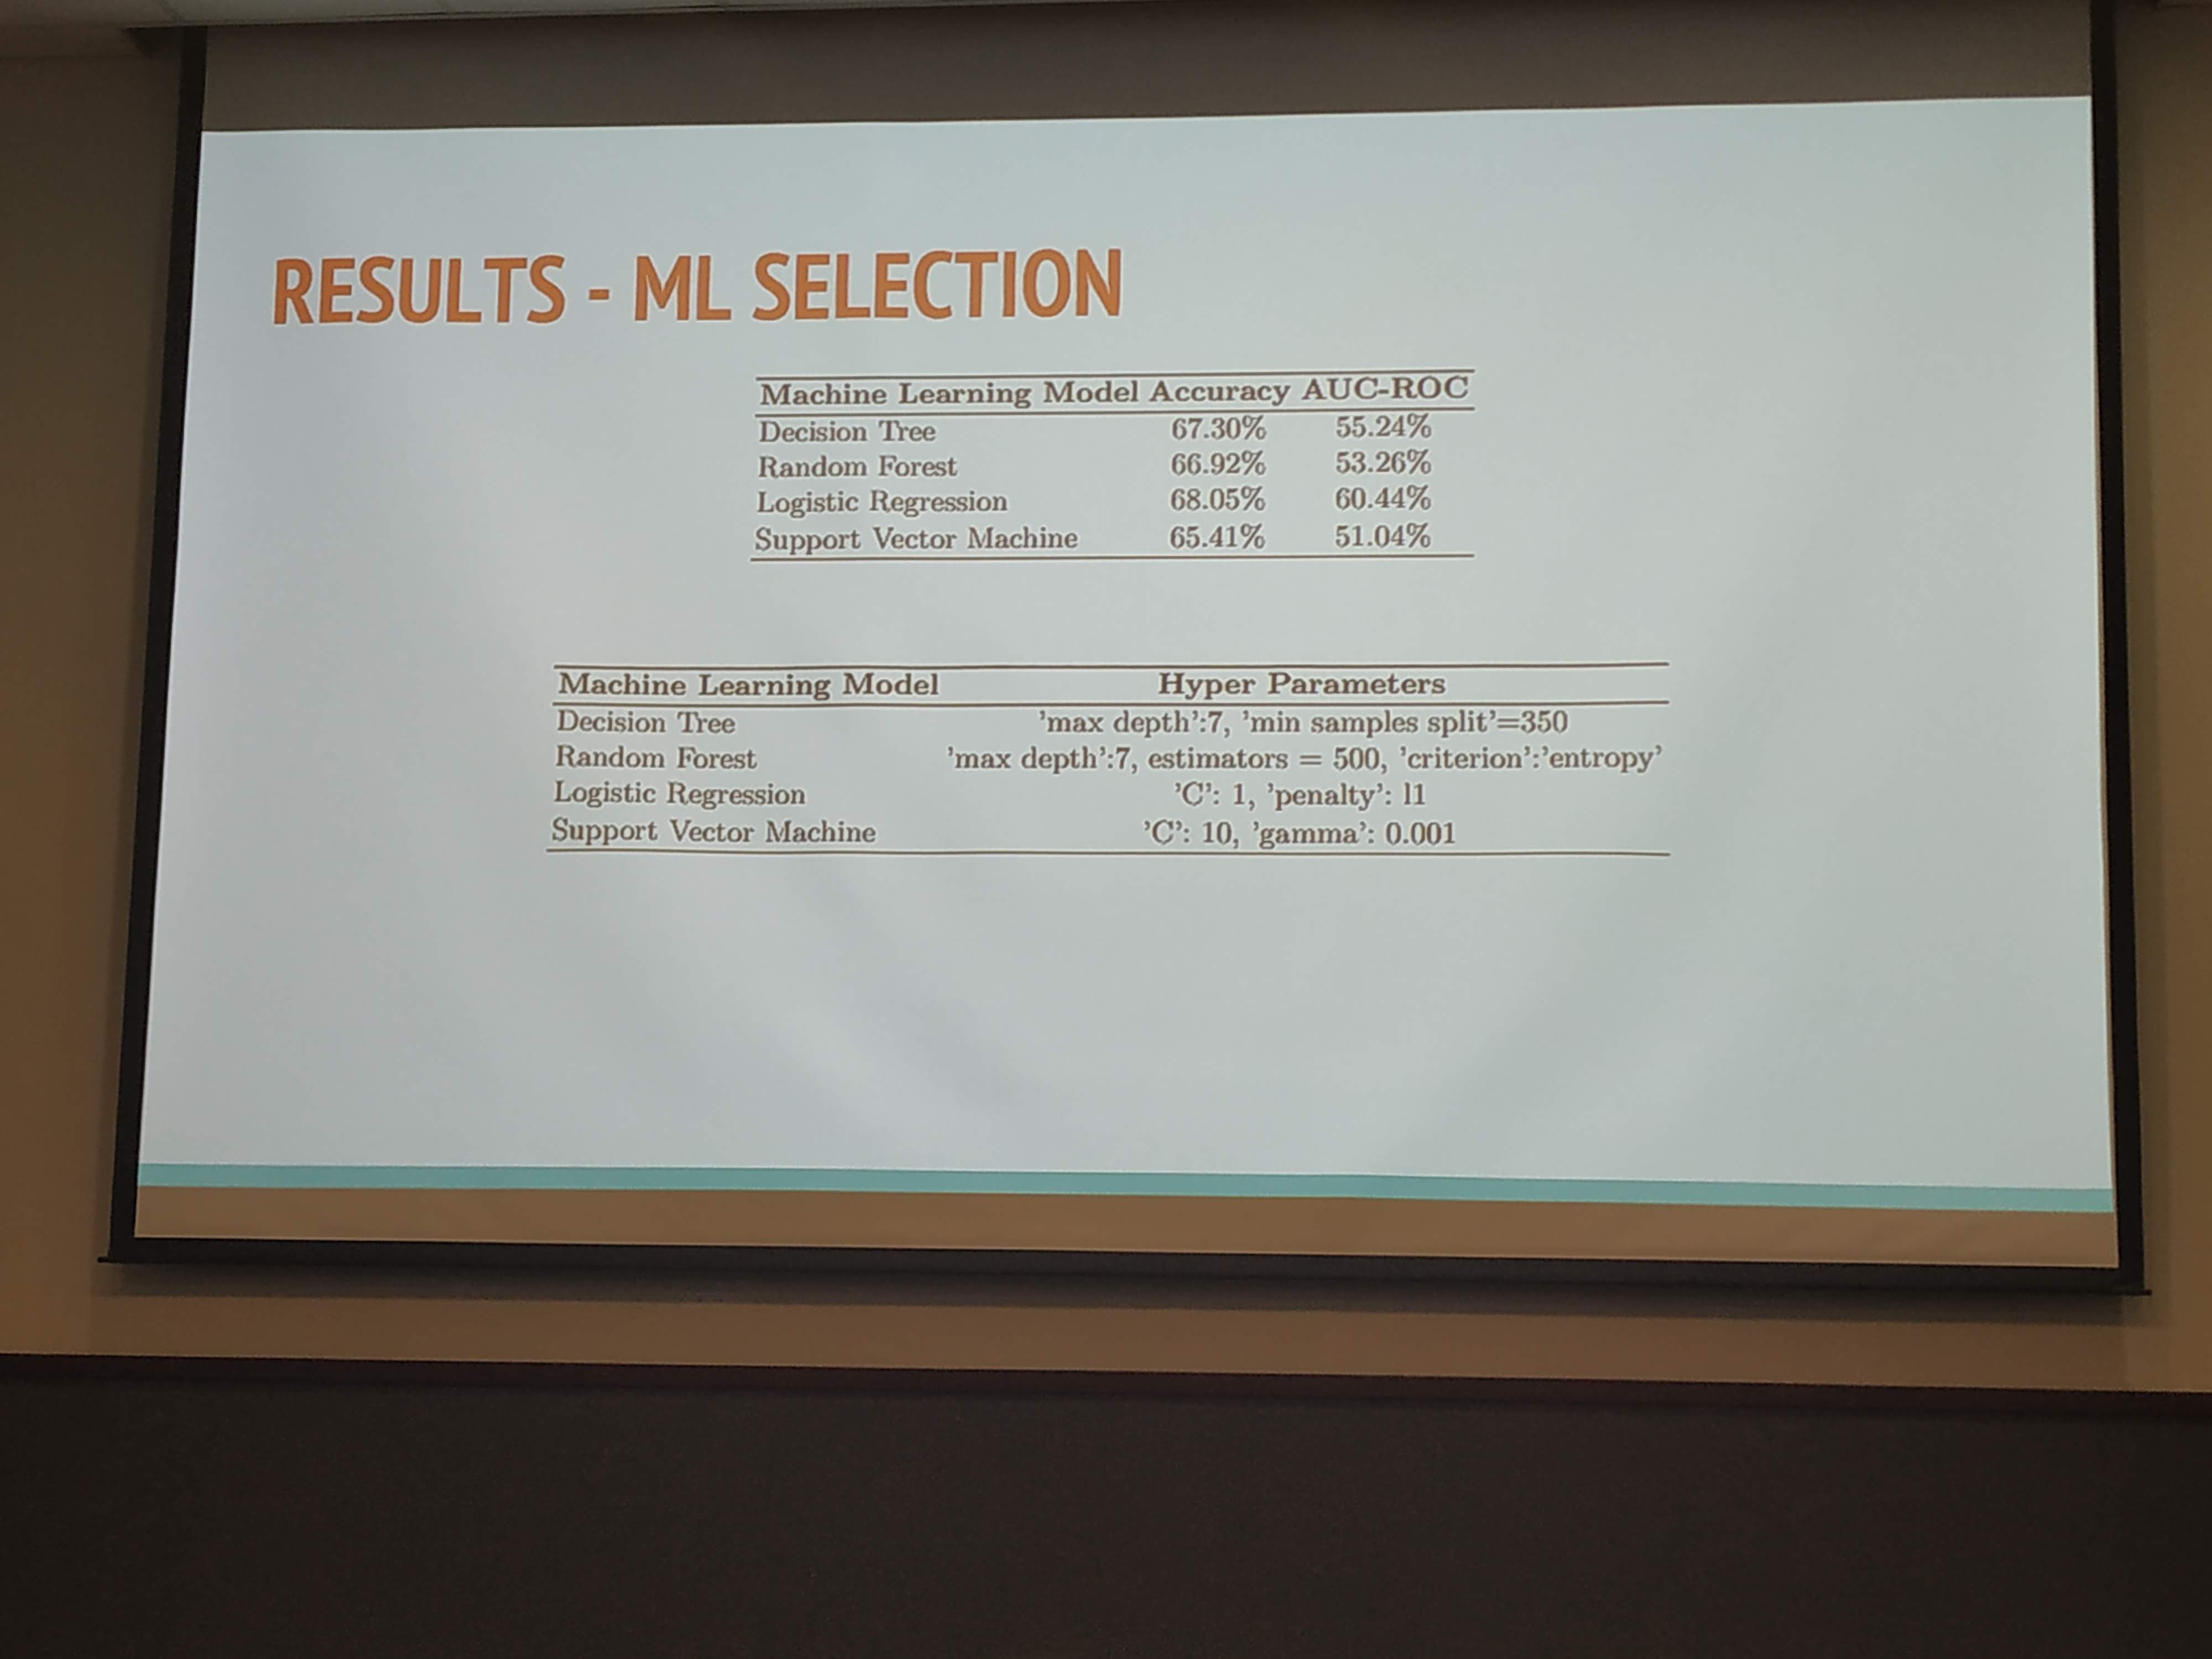 RESULTS - ML SELECTION
Machine Learning Model Accuracy AUC-ROC
Decision Tree 67.30% 55.24%
Random Forest 66.92% 53.26%
Logistic Regression 68.05% 60.44%
Support Vector Machine 65.41% 51.04%
Machine Learning Model Hyper Parameters
Decision Tree 'max depth':7, 'min samples split'=350
Random Forest 'max depth':7, estimators = 500, 'criterion':'entropy'
Logistic Regression 'C': 1, 'penalty': l1
Support Vector Machine 'C': 10, 'gamma': 0.001